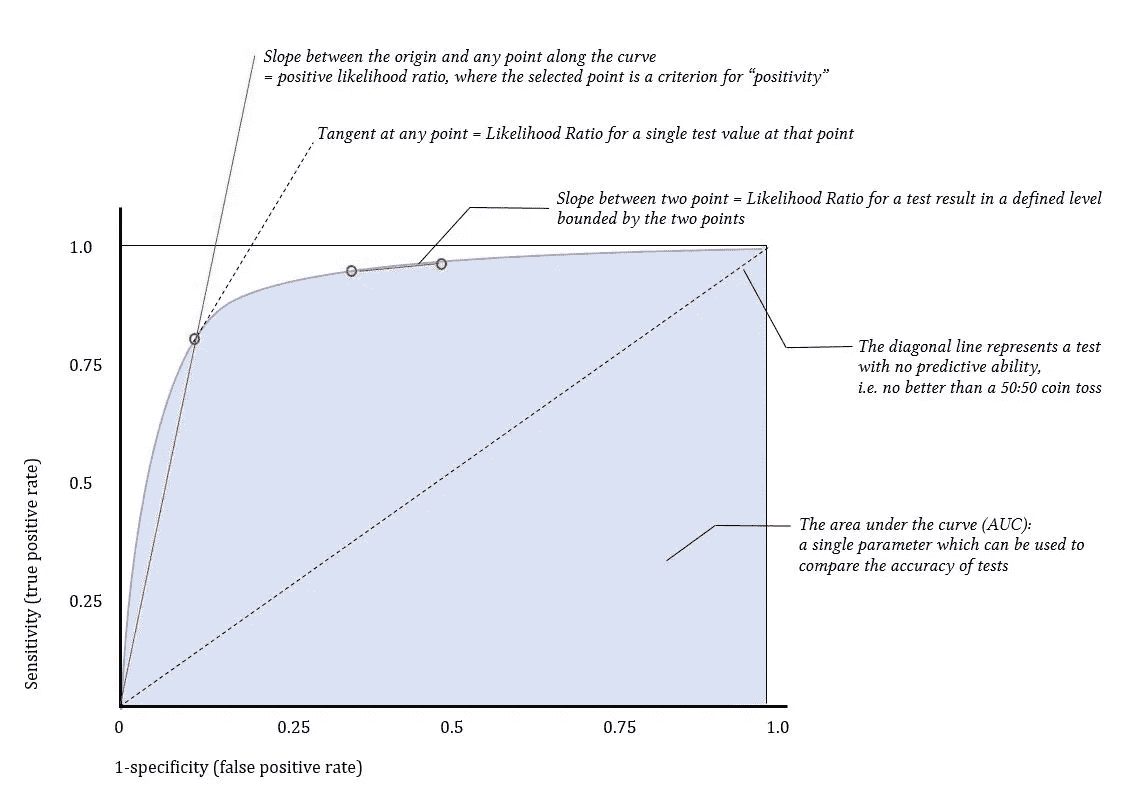 Slope between the origin and any point along the curve
= positive likelihood ratio, where the selected point is a criterion for “positivity”
Tangent at any point = Likelihood Ratio for a single test value at that point
Slope between two point = Likelihood Ratio for a test result in a defined level
bounded by the two points
1.0
0.75
0.5
0.25
The diagonal line represents a test
with no predictive ability,
i.e. no better than a 50:50 coin toss
The area under the curve (AUC):
a single parameter which can be used to
compare the accuracy of tests
Sensitivity (true positive rate)
0 0.25 0.5 0.75 1.0
1-specificity (false positive rate)